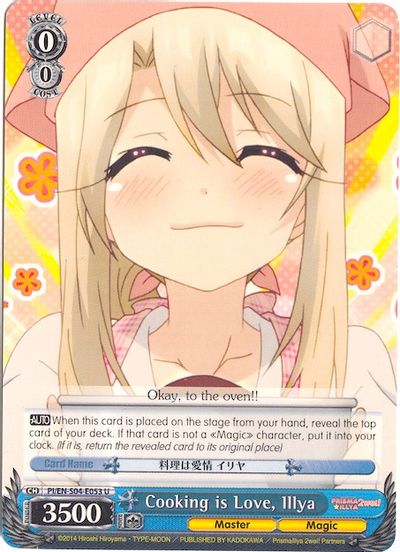 LEVEL
0
0
COST
Okay, to the oven!!
AUTO When this card is placed on the stage from your hand, reveal the top
card of your deck. If that card is not a «Magic» character, put it into your
clock. (If it is, return the revealed card to its original place)
Card Name 料理は愛情 イリヤ
CH PI/EN-S04-E053 U
3500
Cooking is Love, Illya
PRISMA ILLYA 2wei!
Master Magic
©2014 Hiroshi Hiroyama・TYPE-MOON / PUBLISHED BY KADOKAWA / PrismaIllya 2wei! Partners